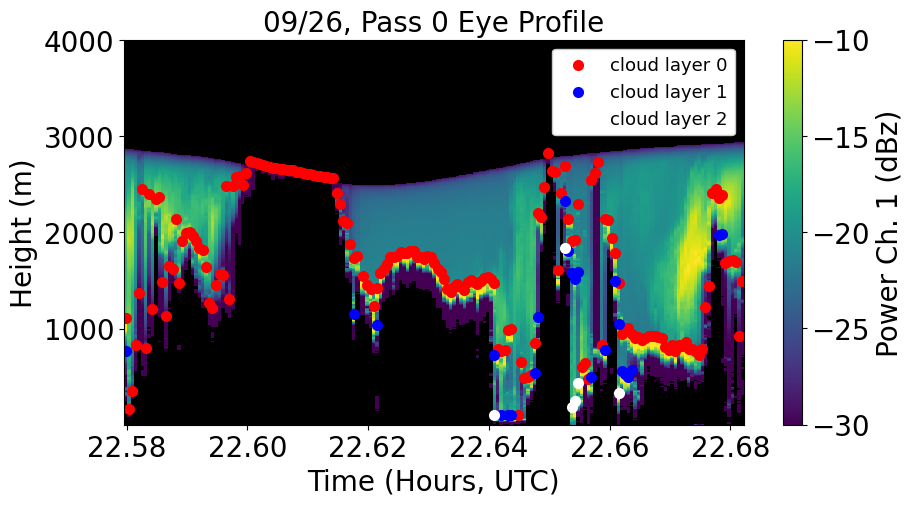 09/26, Pass 0 Eye Profile
4000
3000
2000
1000
Height (m)
cloud layer 0
cloud layer 1
cloud layer 2
22.58
22.60
22.62
22.64
22.66
22.68
Time (Hours, UTC)
−10
−15
−20
−25
−30
Power Ch. 1 (dBz)